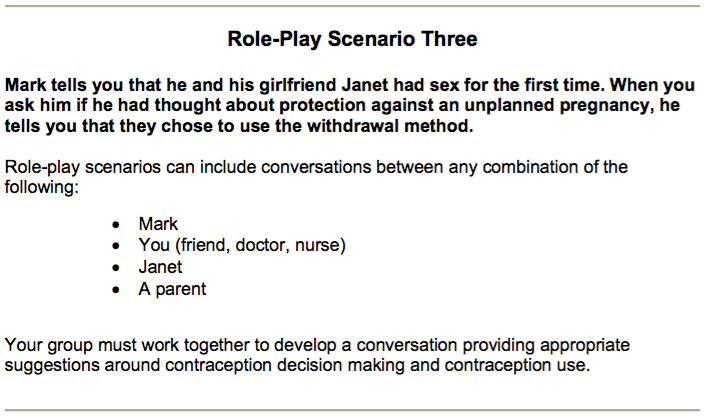 Role-Play Scenario Three
Mark tells you that he and his girlfriend Janet had sex for the first time. When you
ask him if he had thought about protection against an unplanned pregnancy, he
tells you that they chose to use the withdrawal method.
Role-play scenarios can include conversations between any combination of the
following:
• Mark
• You (friend, doctor, nurse)
• Janet
• A parent
Your group must work together to develop a conversation providing appropriate
suggestions around contraception decision making and contraception use.